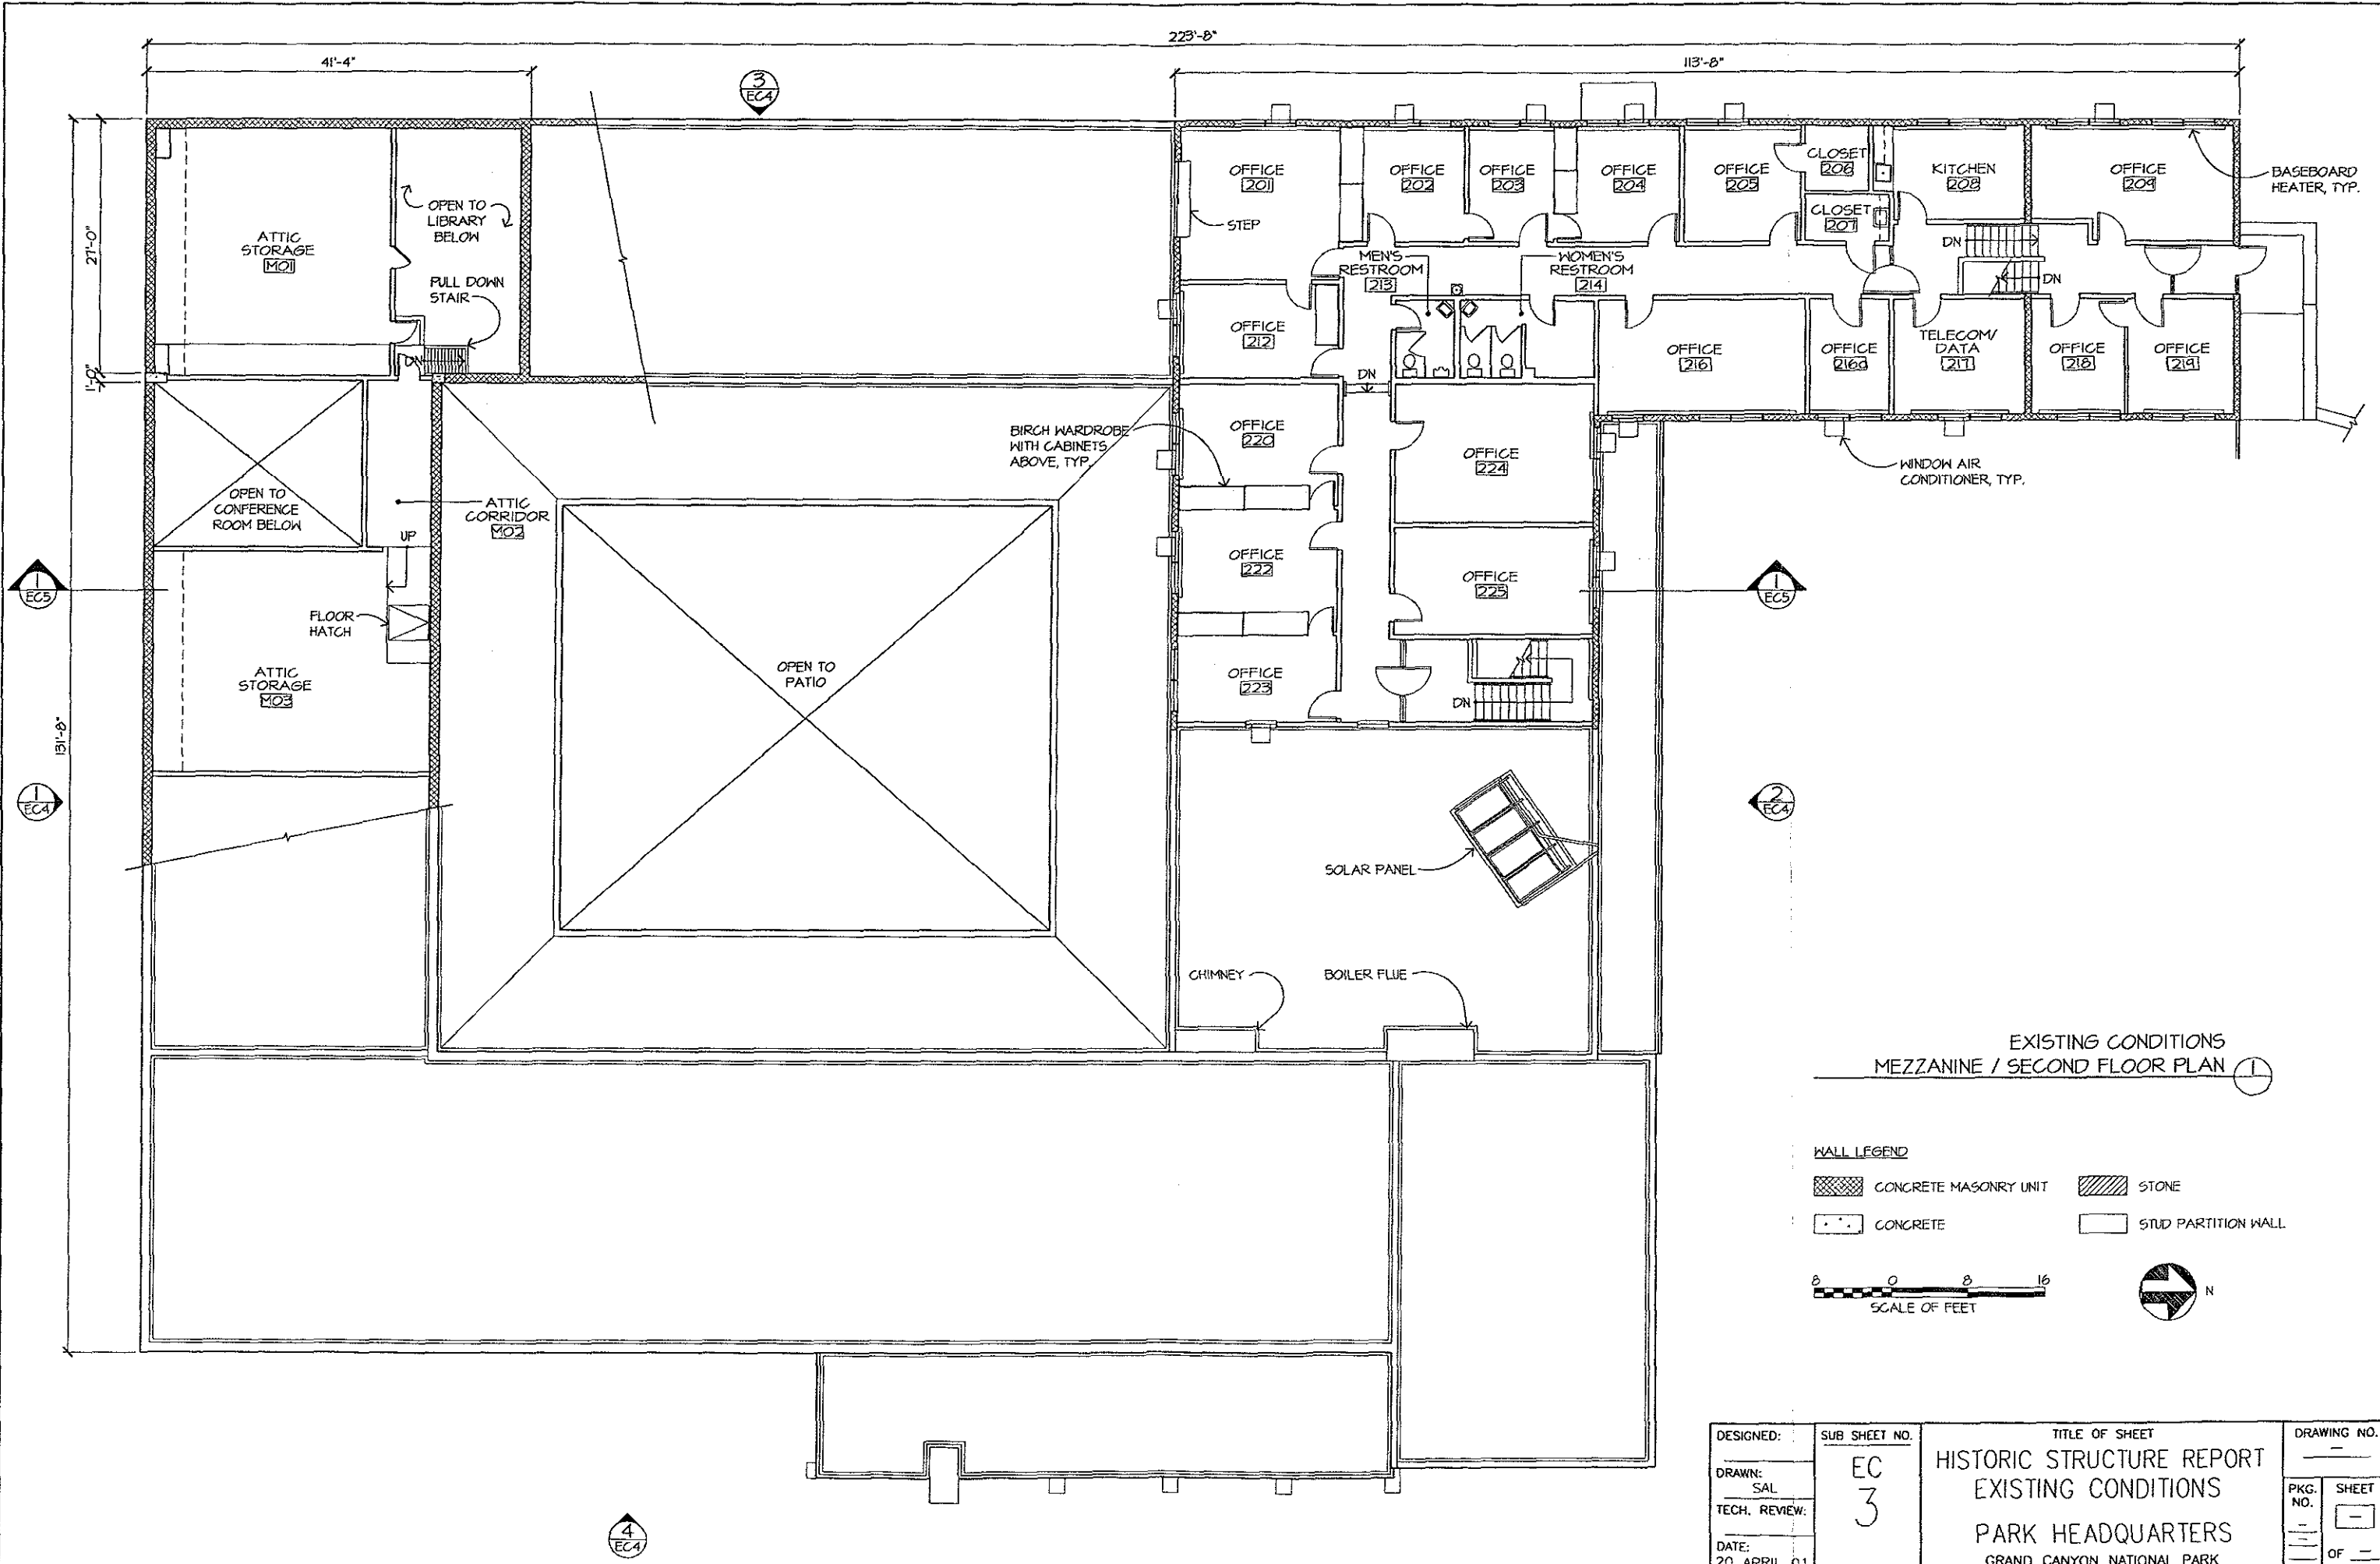 223'-8"
41'-4"
113'-8"
3
EC4
27'-0"
1'-0"
131'-8"
ATTIC
STORAGE
M01
OPEN TO
LIBRARY
BELOW
PULL DOWN
STAIR
DN
OFFICE
201
STEP
OFFICE
202
OFFICE
203
OFFICE
204
OFFICE
205
CLOSET
206
CLOSET
207
KITCHEN
208
OFFICE
209
BASEBOARD
HEATER, TYP.
DN
DN
MEN'S
RESTROOM
213
WOMEN'S
RESTROOM
214
OFFICE
212
DN
OFFICE
216
OFFICE
216a
TELECOM/
DATA
217
OFFICE
218
OFFICE
219
WINDOW AIR
CONDITIONER, TYP.
OPEN TO
CONFERENCE
ROOM BELOW
ATTIC
CORRIDOR
M02
UP
BIRCH WARDROBE
WITH CABINETS
ABOVE, TYP.
OFFICE
220
OFFICE
224
OFFICE
222
OFFICE
225
OFFICE
223
DN
1
EC5
1
EC5
FLOOR
HATCH
ATTIC
STORAGE
M03
OPEN TO
PATIO
1
EC4
2
EC4
SOLAR PANEL
CHIMNEY
BOILER FLUE
4
EC4
EXISTING CONDITIONS
MEZZANINE / SECOND FLOOR PLAN
1
WALL LEGEND
CONCRETE MASONRY UNIT
STONE
CONCRETE
STUD PARTITION WALL
8 0 8 16
SCALE OF FEET
N
DESIGNED:
DRAWN:
SAL
TECH. REVIEW:
DATE:
20 APRIL 01
SUB SHEET NO.
EC
3
TITLE OF SHEET
HISTORIC STRUCTURE REPORT
EXISTING CONDITIONS
PARK HEADQUARTERS
GRAND CANYON NATIONAL PARK
DRAWING NO.
–
PKG.
NO.
–
SHEET
–
OF –